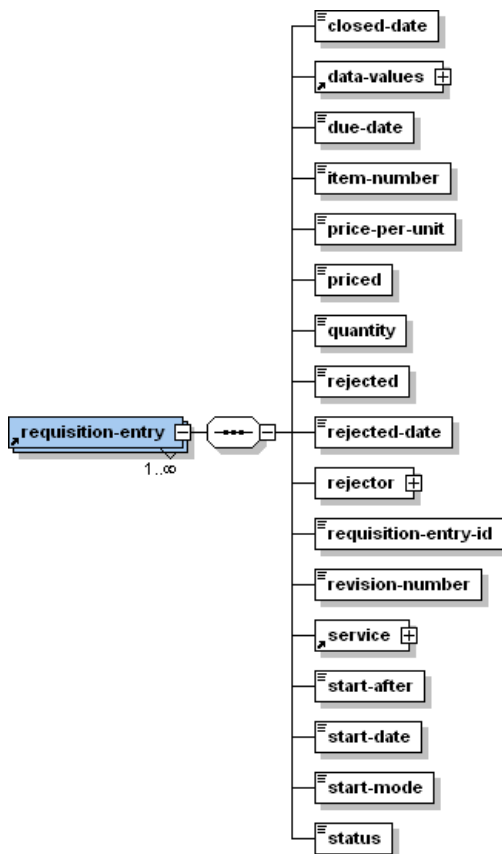 closed-date
data-values
due-date
item-number
price-per-unit
priced
quantity
rejected
requisition-entry
rejected-date
1..∞
rejector
requisition-entry-id
revision-number
service
start-after
start-date
start-mode
status